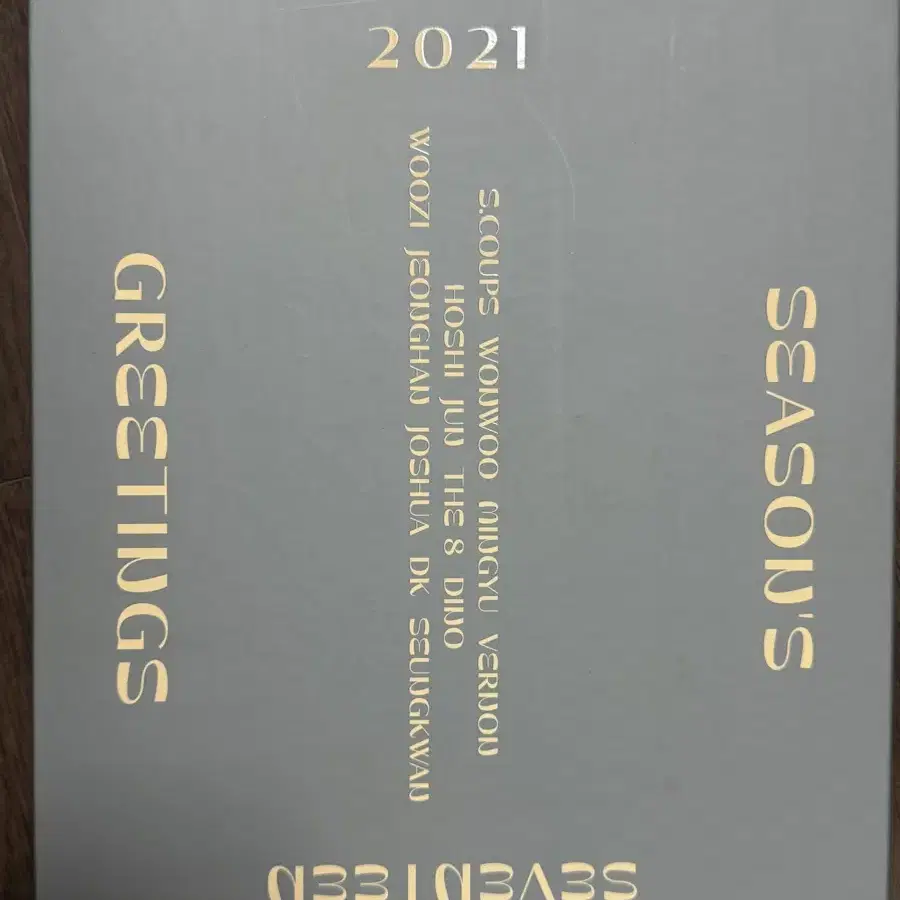 2021
SEASON'S
S.COUPS WONWOO MINGYU VERNON
HOSHI JUN THE 8 DINO
WOOZI JEONGHAN JOSHUA DK SEUNGKWAN
GREETINGS
SEVENTEEN